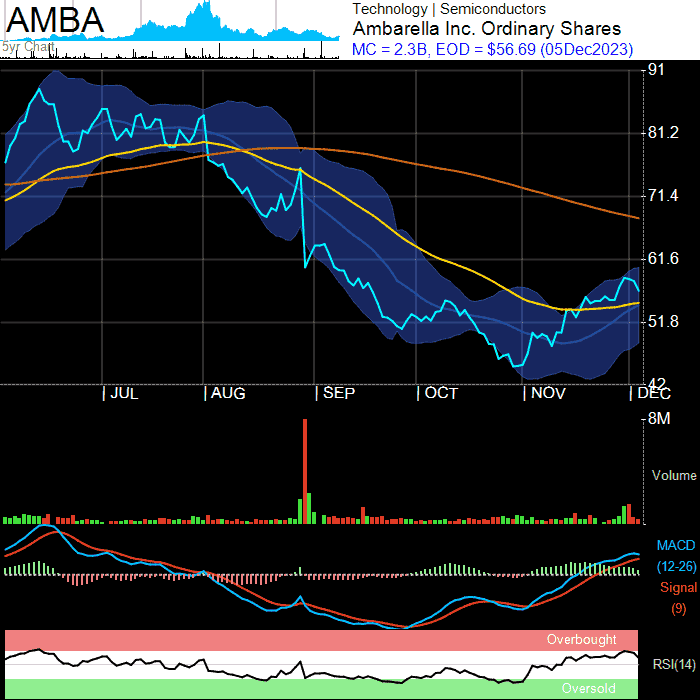 AMBA
5yr Chart
Technology | Semiconductors
Ambarella Inc. Ordinary Shares
MC = 2.3B, EOD = $56.69 (05Dec2023)
91
81.2
71.4
61.6
51.8
42
JUL
AUG
SEP
OCT
NOV
DEC
8M
Volume
MACD
(12-26)
Signal
(9)
Overbought
RSI(14)
Oversold